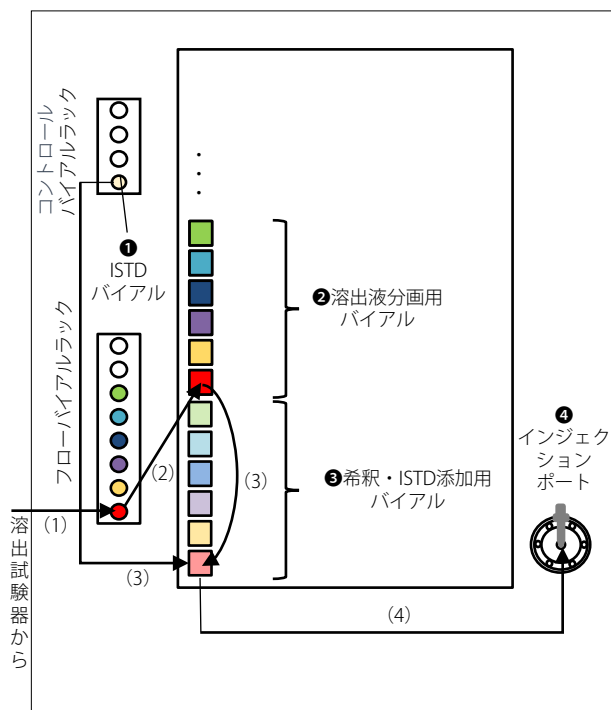 コントロール
バイアルラック
❶
ISTD
バイアル
❷溶出液分画用
バイアル
フローバイアルラック
❹
インジェク
ション
ポート
❸希釈・ISTD添加用
バイアル
(1)
(2)
(3)
(3)
(4)
溶出試験器から